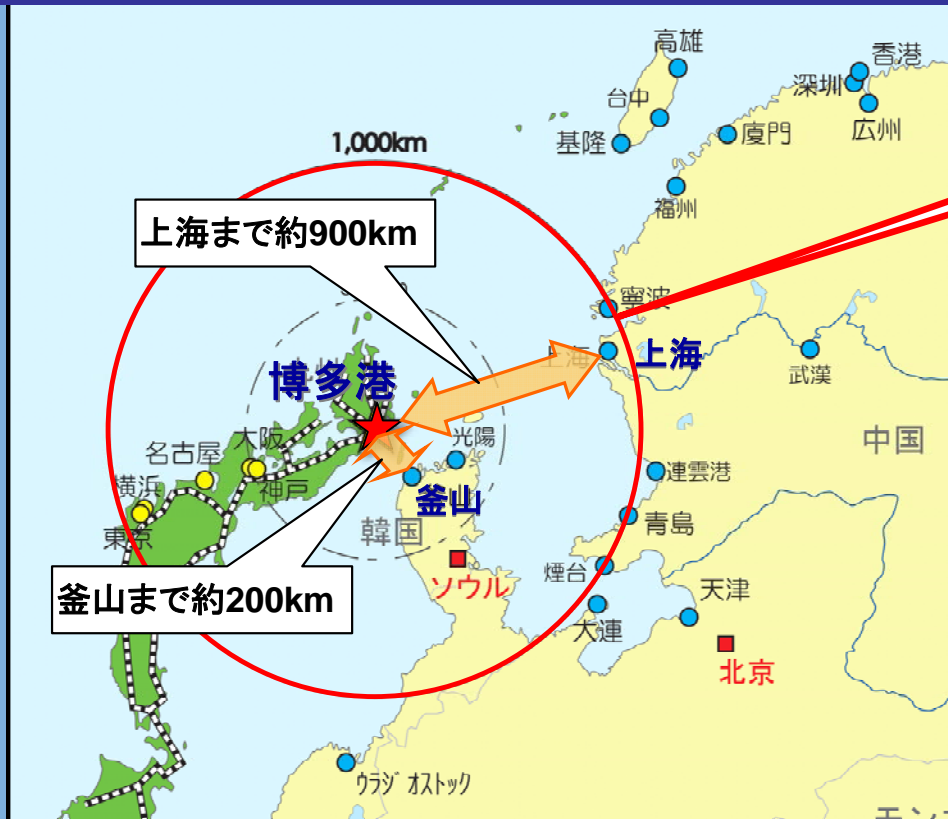 高雄
香港
深圳
台中
広州
厦門
基隆
1,000km
福州
上海まで約900km
寧波
上海
上海
武漢
博多港
中国
光陽
大阪
名古屋
連雲港
神戸
横浜
釜山
青島
韓国
東京
煙台
ソウル
天津
釜山まで約200km
大連
北京
ウラジオストック